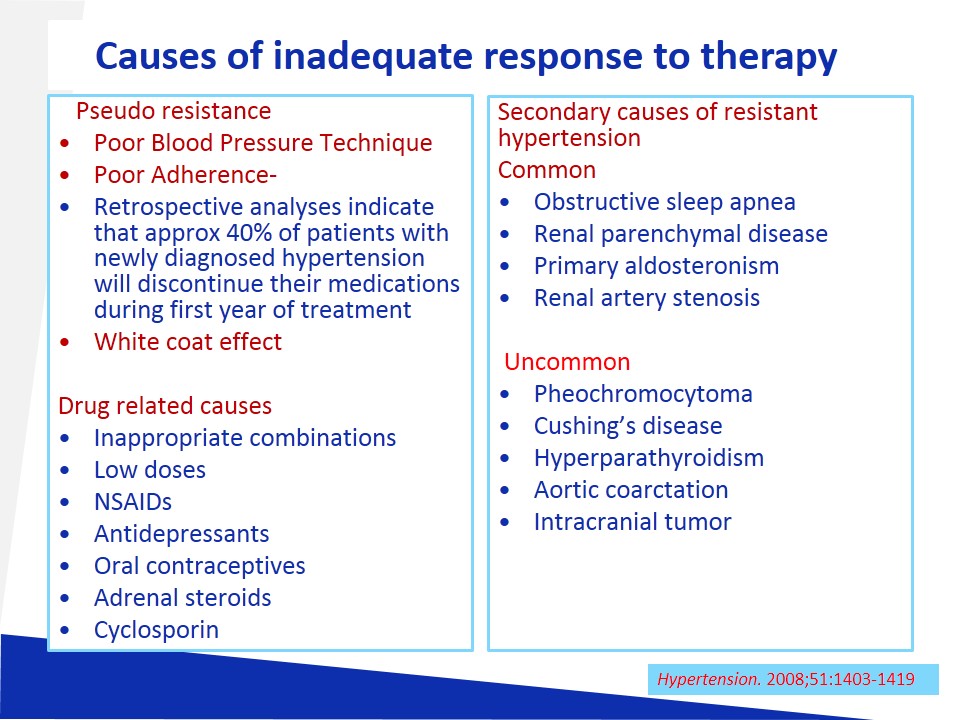 Causes of inadequate response to therapy
Pseudo resistance
• Poor Blood Pressure Technique
• Poor Adherence-
• Retrospective analyses indicate
that approx 40% of patients with
newly diagnosed hypertension
will discontinue their medications
during first year of treatment
• White coat effect
Drug related causes
• Inappropriate combinations
• Low doses
• NSAIDs
• Antidepressants
• Oral contraceptives
• Adrenal steroids
• Cyclosporin
Secondary causes of resistant
hypertension
Common
• Obstructive sleep apnea
• Renal parenchymal disease
• Primary aldosteronism
• Renal artery stenosis
Uncommon
• Pheochromocytoma
• Cushing’s disease
• Hyperparathyroidism
• Aortic coarctation
• Intracranial tumor
Hypertension. 2008;51:1403-1419